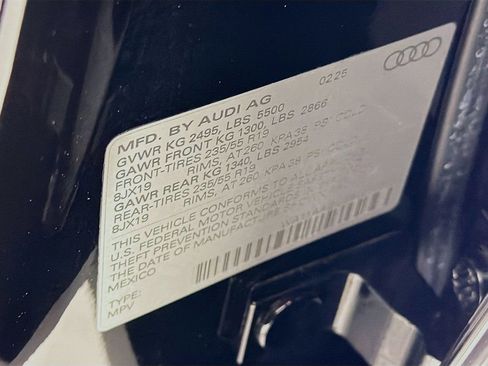 MFD. BY AUDI AG 02 25
GVWR KG 2495, LBS 5500
GAWR FRONT KG 1300, LBS 2866
FRONT-TIRES 235/55 R19
8JX19 RIMS, AT 260 KPA 38 PSI COLD
GAWR REAR KG 1340, LBS 2954
REAR-TIRES 235/55 R19
8JX19 RIMS, AT 260 KPA 38 PSI COLD
THIS VEHICLE CONFORMS TO ALL
U.S. FEDERAL MOTOR VEHICLE
THEFT PREVENTION STANDARDS
THE DATE OF MANUFACTURE
MEXICO
TYPE:
MPV